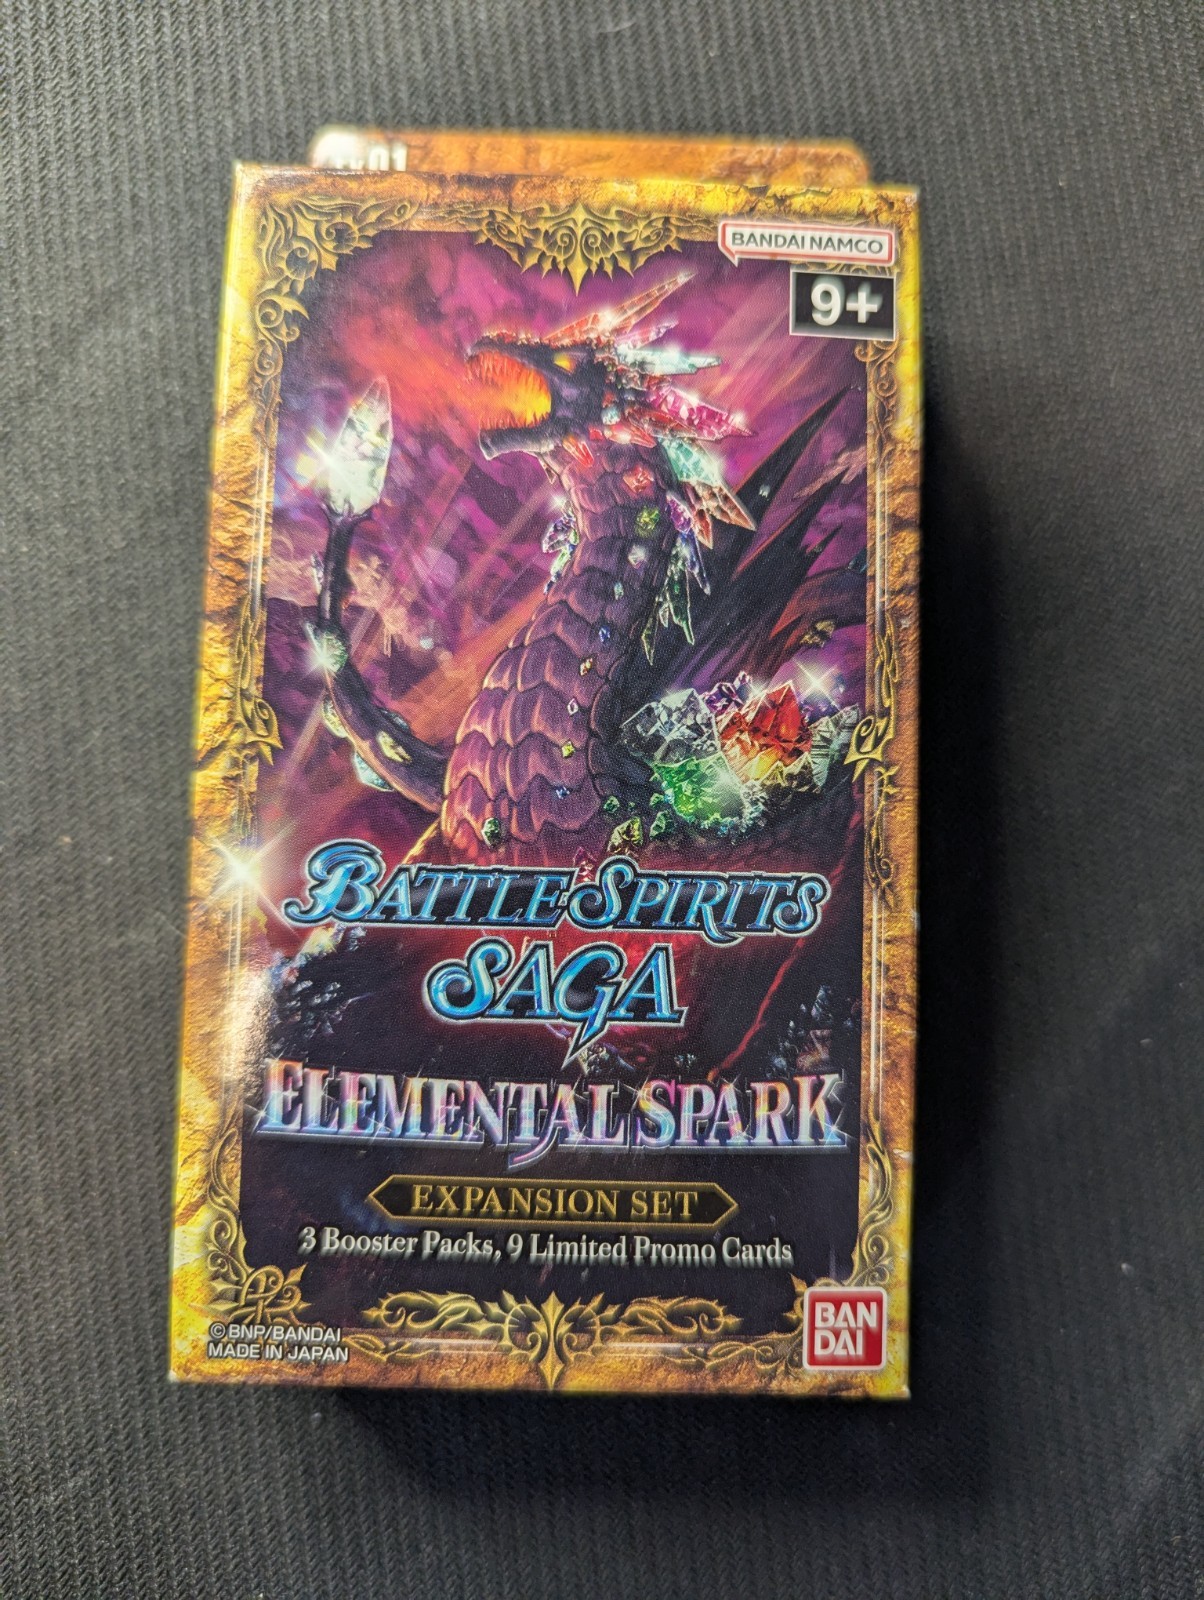 BANDAI NAMCO
9+
BATTLE SPIRITS
SAGA
ELEMENTAL SPARK
EXPANSION SET
3 Booster Packs, 9 Limited Promo Cards
©BNP/BANDAI
MADE IN JAPAN
BAN
DAI